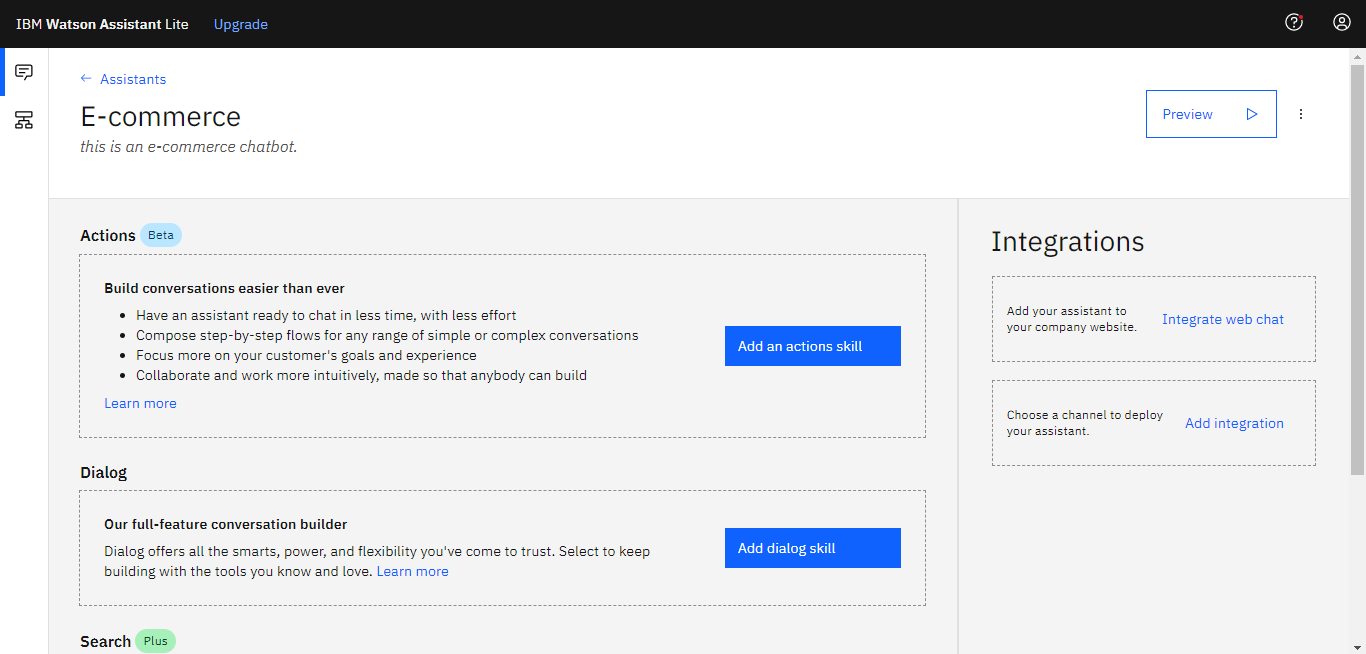 IBM Watson Assistant Lite Upgrade
Assistants
E-commerce
this is an e-commerce chatbot.
Preview
Actions Beta
Build conversations easier than ever
Have an assistant ready to chat in less time, with less effort
Compose step-by-step flows for any range of simple or complex conversations
Focus more on your customer's goals and experience
Collaborate and work more intuitively, made so that anybody can build
Learn more
Add an actions skill
Dialog
Our full-feature conversation builder
Dialog offers all the smarts, power, and flexibility you've come to trust. Select to keep
building with the tools you know and love. Learn more
Add dialog skill
Search Plus
Integrations
Add your assistant to
your company website.
Integrate web chat
Choose a channel to deploy
your assistant.
Add integration